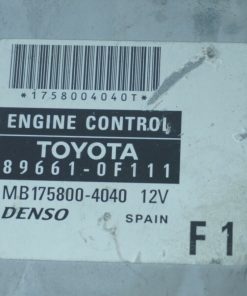 *1758004040T*
ENGINE CONTROL
TOYOTA
89661-0F111
MB175800-4040 12V
DENSO SPAIN
F1